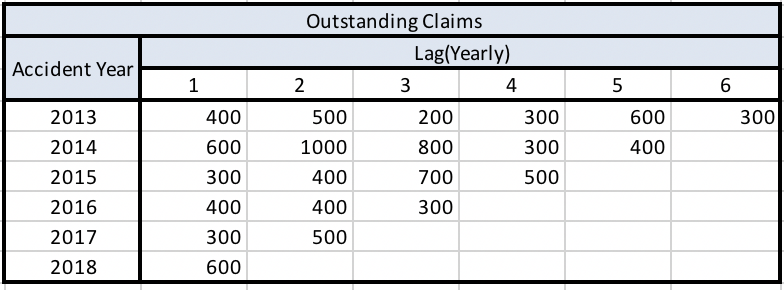 Outstanding Claims
Accident Year Lag(Yearly)
1 2 3 4 5 6
2013 400 500 200 300 600 300
2014 600 1000 800 300 400
2015 300 400 700 500
2016 400 400 300
2017 300 500
2018 600